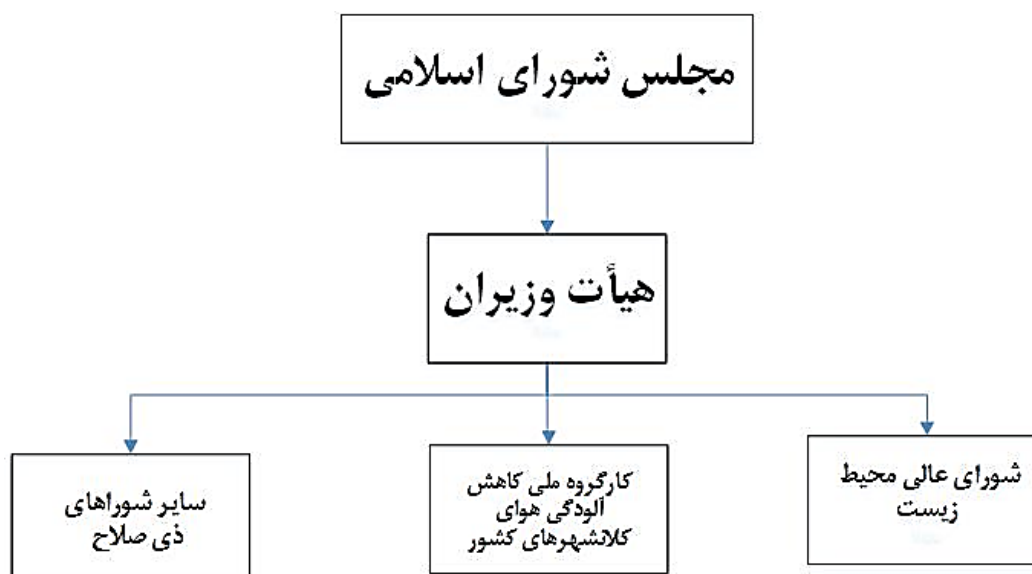 مجلس شورای اسلامی
هیأت وزیران
شورای عالی محیط
زیست
کارگروه ملی کاهش
آلودگی هوای
کلانشهرهای کشور
سایر شوراهای
ذی صلاح